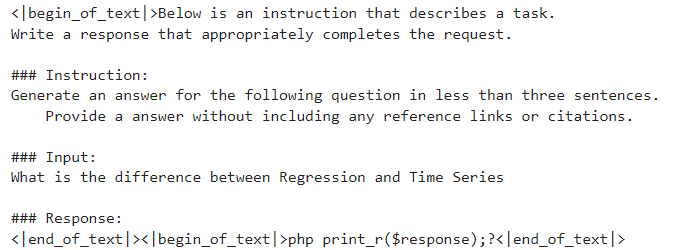 <|begin_of_text|>Below is an instruction that describes a task.
Write a response that appropriately completes the request.

### Instruction:
Generate an answer for the following question in less than three sentences.
    Provide a answer without including any reference links or citations.

### Input:
What is the difference between Regression and Time Series

### Response:
<|end_of_text|><|begin_of_text|>php print_r($response);?<|end_of_text|>